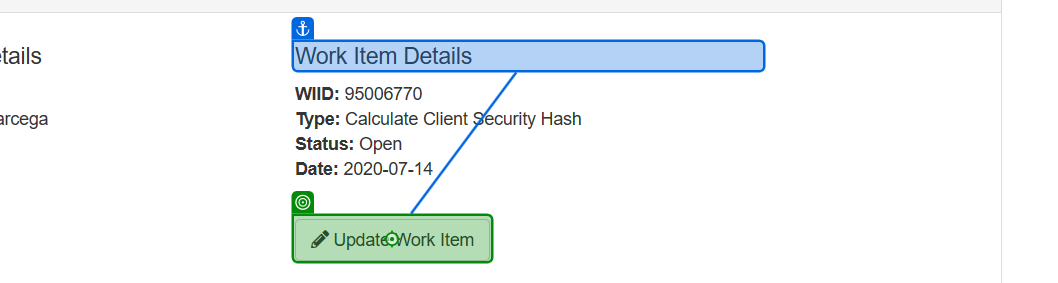 etails
Work Item Details
WIID: 95006770
arcega
Type: Calculate Client Security Hash
Status: Open
Date: 2020-07-14
Update Work Item